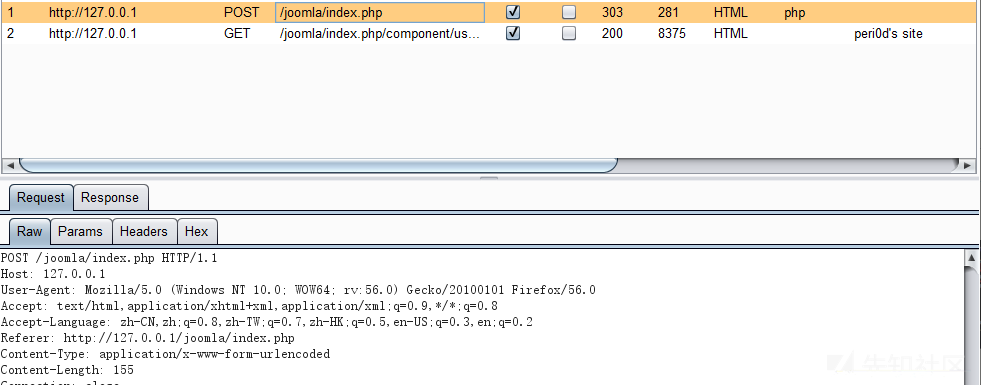 1 http://127.0.0.1 POST /joomla/index.php 303 281 HTML php
2 http://127.0.0.1 GET /joomla/index.php/component/us... 200 8375 HTML peri0d's site
Request Response
Raw Params Headers Hex
POST /joomla/index.php HTTP/1.1
Host: 127.0.0.1
User-Agent: Mozilla/5.0 (Windows NT 10.0; WOW64; rv:56.0) Gecko/20100101 Firefox/56.0
Accept: text/html,application/xhtml+xml,application/xml;q=0.9,*/*;q=0.8
Accept-Language: zh-CN,zh;q=0.8,zh-TW;q=0.7,zh-HK;q=0.5,en-US;q=0.3,en;q=0.2
Referer: http://127.0.0.1/joomla/index.php
Content-Type: application/x-www-form-urlencoded
Content-Length: 155
先知社区